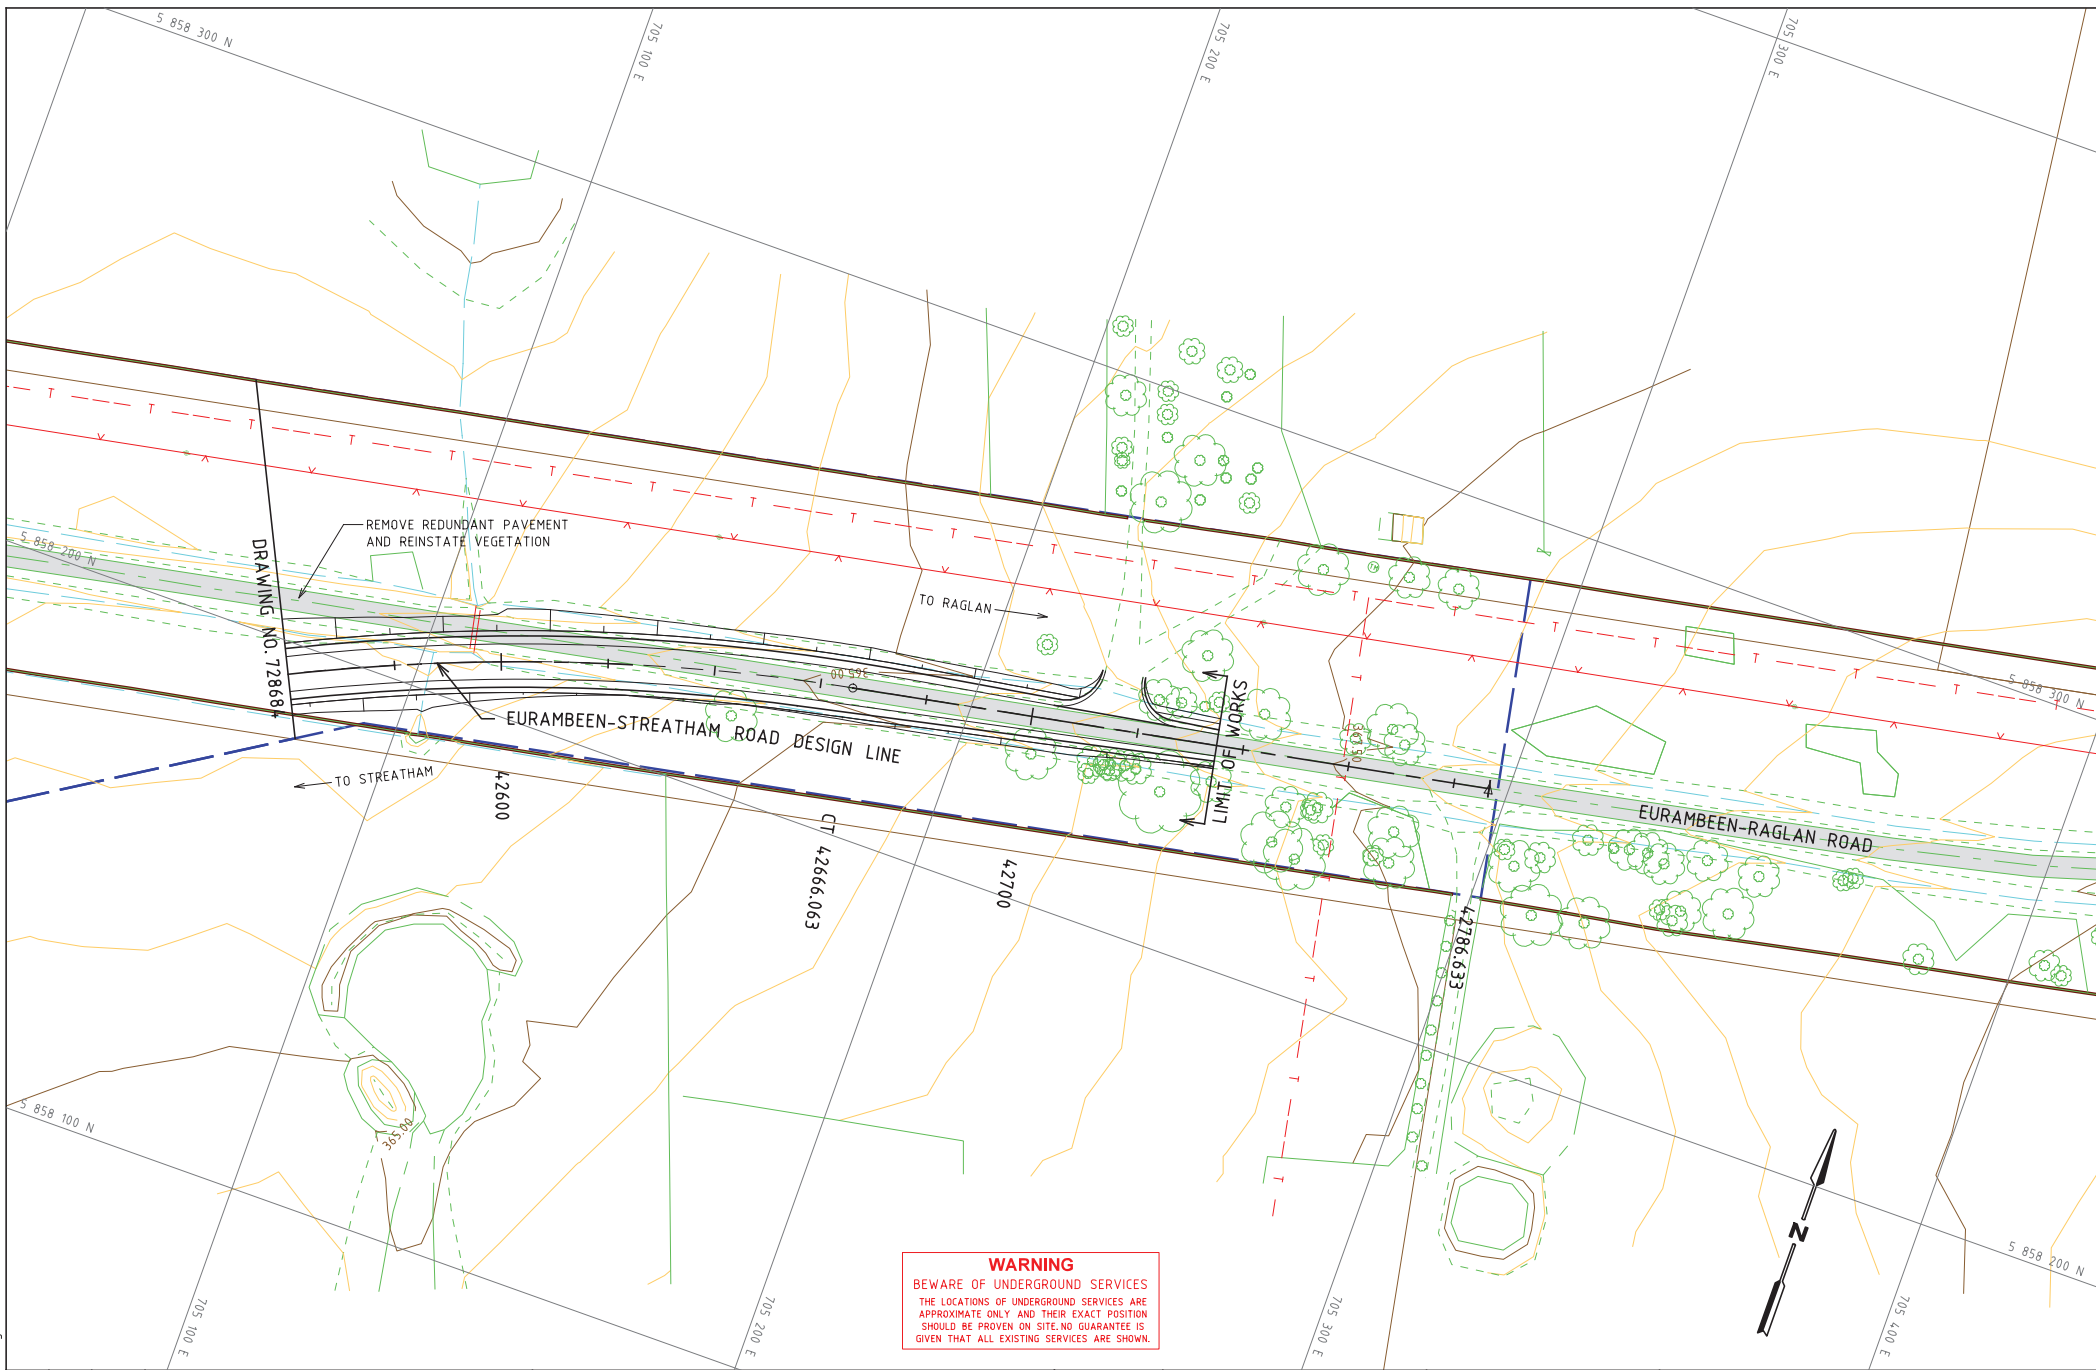 5 858 300 N
705 100 E
705 200 E
705 300 E
T T T T T T T T T T T T T T T T T T T T T
REMOVE REDUNDANT PAVEMENT
AND REINSTATE VEGETATION
5 858 200 N
DRAWING NO. 728684
TO RAGLAN
365.00
5 858 300 N
EURAMBEEN-STREATHAM ROAD DESIGN LINE
LIMIT OF WORKS
TO STREATHAM
42600
CT 42666.063
42700
42786.633
EURAMBEEN-RAGLAN ROAD
5 858 100 N
365.00
N
5 858 200 N
705 100 E
705 200 E
705 300 E
705 400 E
WARNING
BEWARE OF UNDERGROUND SERVICES
THE LOCATIONS OF UNDERGROUND SERVICES ARE
APPROXIMATE ONLY AND THEIR EXACT POSITION
SHOULD BE PROVEN ON SITE. NO GUARANTEE IS
GIVEN THAT ALL EXISTING SERVICES ARE SHOWN.